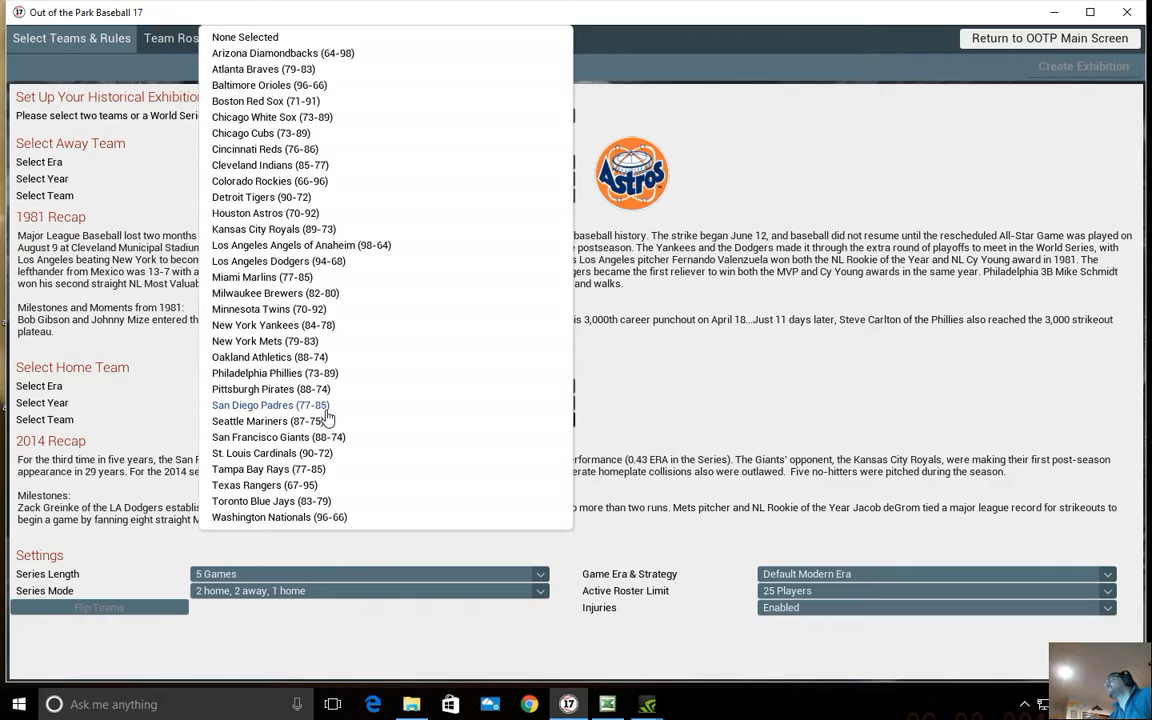 17 Out of the Park Baseball 17
Select Teams & Rules
Team Ros
Return to OOTP Main Screen
Create Exhibition
Set Up Your Historical Exhibition
Please select two teams or a World Seri
Select Away Team
Select Era
Select Year
Select Team
None Selected
Arizona Diamondbacks (64-98)
Atlanta Braves (79-83)
Baltimore Orioles (96-66)
Boston Red Sox (71-91)
Chicago White Sox (73-89)
Chicago Cubs (73-89)
Cincinnati Reds (76-86)
Cleveland Indians (85-77)
Colorado Rockies (66-96)
Detroit Tigers (90-72)
Houston Astros (70-92)
Kansas City Royals (89-73)
Los Angeles Angels of Anaheim (98-64)
Los Angeles Dodgers (94-68)
Miami Marlins (77-85)
Milwaukee Brewers (82-80)
Minnesota Twins (70-92)
New York Yankees (84-78)
New York Mets (79-83)
Oakland Athletics (88-74)
Philadelphia Phillies (73-89)
Pittsburgh Pirates (88-74)
San Diego Padres (77-85)
Seattle Mariners (87-75)
San Francisco Giants (88-74)
St. Louis Cardinals (90-72)
Tampa Bay Rays (77-85)
Texas Rangers (67-95)
Toronto Blue Jays (83-79)
Washington Nationals (96-66)
Astros
1981 Recap
Major League Baseball lost two months baseball history. The strike began June 12, and baseball did not resume until the rescheduled All-Star Game was played on
August 9 at Cleveland Municipal Stadiun postseason. The Yankees and the Dodgers made it through the extra round of playoffs to meet in the World Series, with
Los Angeles beating New York to becom Los Angeles pitcher Fernando Valenzuela won both the NL Rookie of the Year and NL Cy Young award in 1981. The
lefthander from Mexico was 13-7 with a gers became the first reliever to win both the MVP and Cy Young awards in the same year. Philadelphia 3B Mike Schmidt
won his second straight NL Most Valuab and walks.
Milestones and Moments from 1981:
Bob Gibson and Johnny Mize entered th is 3,000th career punchout on April 18...Just 11 days later, Steve Carlton of the Phillies also reached the 3,000 strikeout
plateau.
Select Home Team
Select Era
Select Year
Select Team
2014 Recap
For the third time in five years, the San F rformance (0.43 ERA in the Series). The Giants' opponent, the Kansas City Royals, were making their first post-season
appearance in 29 years. For the 2014 se erate homeplate collisions also were outlawed. Five no-hitters were pitched during the season.
Milestones:
Zack Greinke of the LA Dodgers establis more than two runs. Mets pitcher and NL Rookie of the Year Jacob deGrom tied a major league record for strikeouts to
begin a game by fanning eight straight M
Settings
Series Length 5 Games
Game Era & Strategy Default Modern Era
Series Mode 2 home, 2 away, 1 home
Active Roster Limit 25 Players
Flip Teams
Injuries Enabled
Ask me anything
17